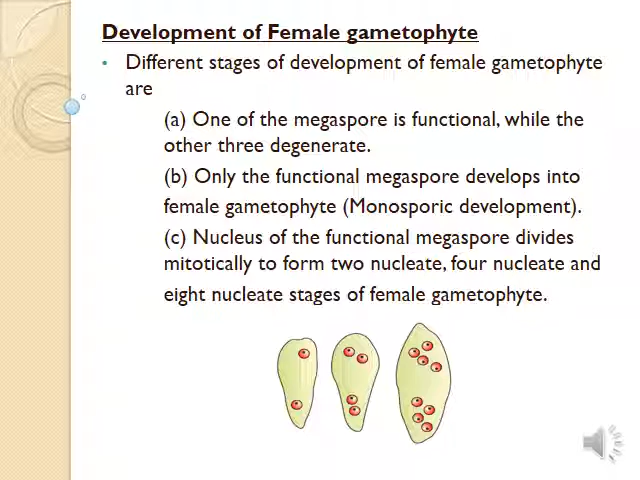 Development of Female gametophyte
• Different stages of development of female gametophyte
are
(a) One of the megaspore is functional, while the
other three degenerate.
(b) Only the functional megaspore develops into
female gametophyte (Monosporic development).
(c) Nucleus of the functional megaspore divides
mitotically to form two nucleate, four nucleate and
eight nucleate stages of female gametophyte.